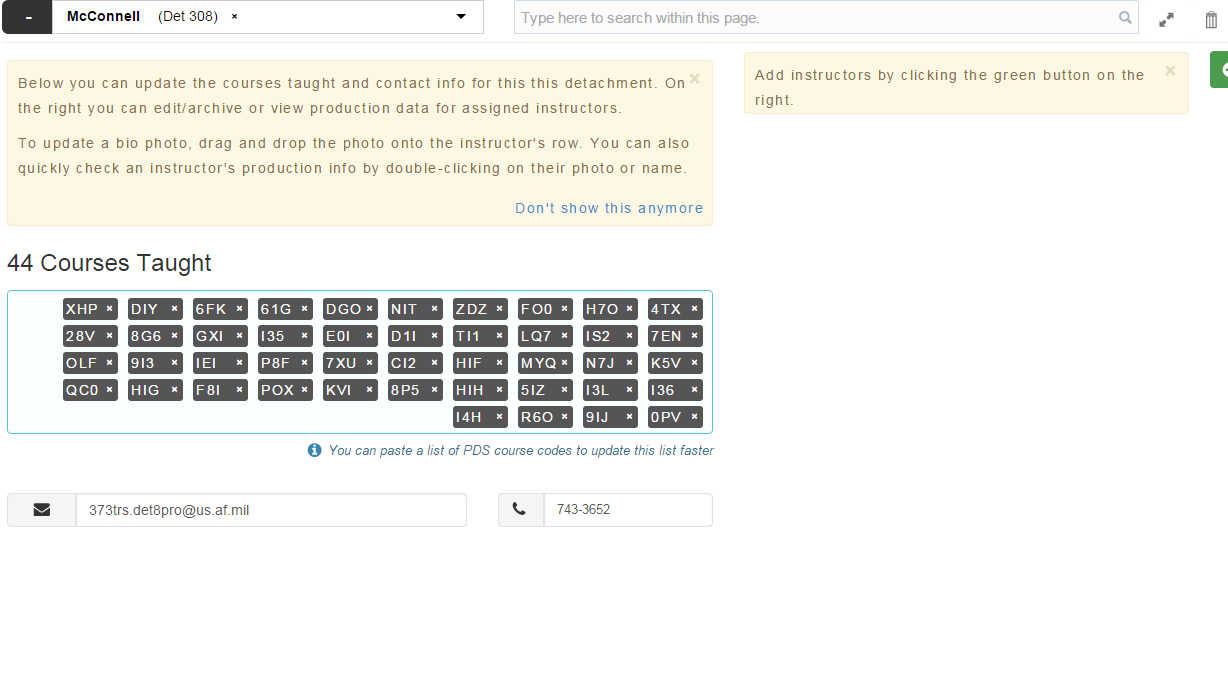 - McConnell (Det 308) ×
Type here to search within this page.
Below you can update the courses taught and contact info for this this detachment. On ×
the right you can edit/archive or view production data for assigned instructors.
To update a bio photo, drag and drop the photo onto the instructor's row. You can also
quickly check an instructor's production info by double-clicking on their photo or name.
Don't show this anymore
Add instructors by clicking the green button on the ×
right.
44 Courses Taught
XHP × DIY × 6FK × 61G × DGO × NIT × ZDZ × FO0 × H7O × 4TX ×
28V × 8G6 × GXI × I35 × E0I × D1I × TI1 × LQ7 × IS2 × 7EN ×
OLF × 9I3 × IEI × P8F × 7XU × CI2 × HIF × MYQ × N7J × K5V ×
QC0 × HIG × F8I × POX × KVI × 8P5 × HIH × 5IZ × I3L × I36 ×
I4H × R6O × 9IJ × 0PV ×
You can paste a list of PDS course codes to update this list faster
373trs.det8pro@us.af.mil
743-3652